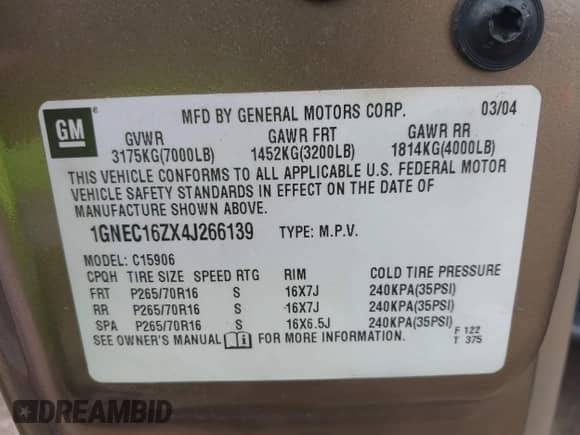 GM
®
MFD BY GENERAL MOTORS CORP. 03/04
GVWR GAWR FRT GAWR RR
3175KG(7000LB) 1452KG(3200LB) 1814KG(4000LB)
THIS VEHICLE CONFORMS TO ALL APPLICABLE U.S. FEDERAL MOTOR
VEHICLE SAFETY STANDARDS IN EFFECT ON THE DATE OF
MANUFACTURE SHOWN ABOVE.
1GNEC16ZX4J266139 TYPE: M.P.V.
MODEL: C15906
CPQH TIRE SIZE SPEED RTG RIM COLD TIRE PRESSURE
FRT P265/70R16 S 16X7J 240KPA(35PSI)
RR P265/70R16 S 16X7J 240KPA(35PSI)
SPA P265/70R16 S 16X6.5J 240KPA(35PSI)
SEE OWNER'S MANUAL FOR MORE INFORMATION. F 122
T 375
DREAMBID